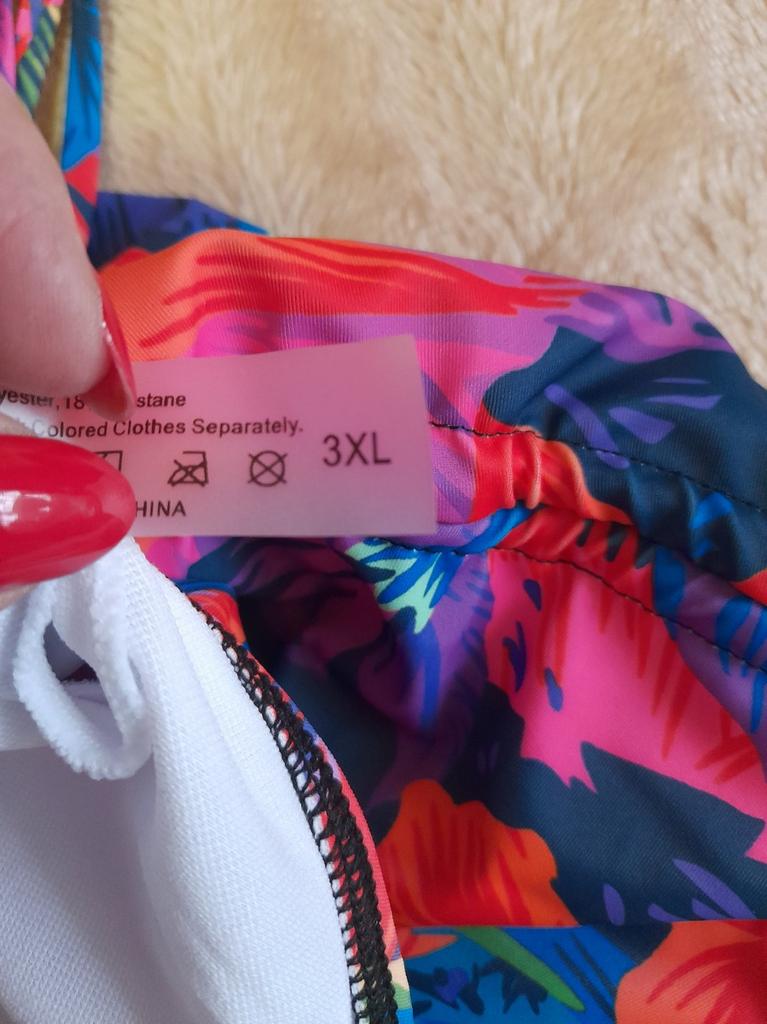 yester, 18 stane
Colored Clothes Separately.
3XL
HINA